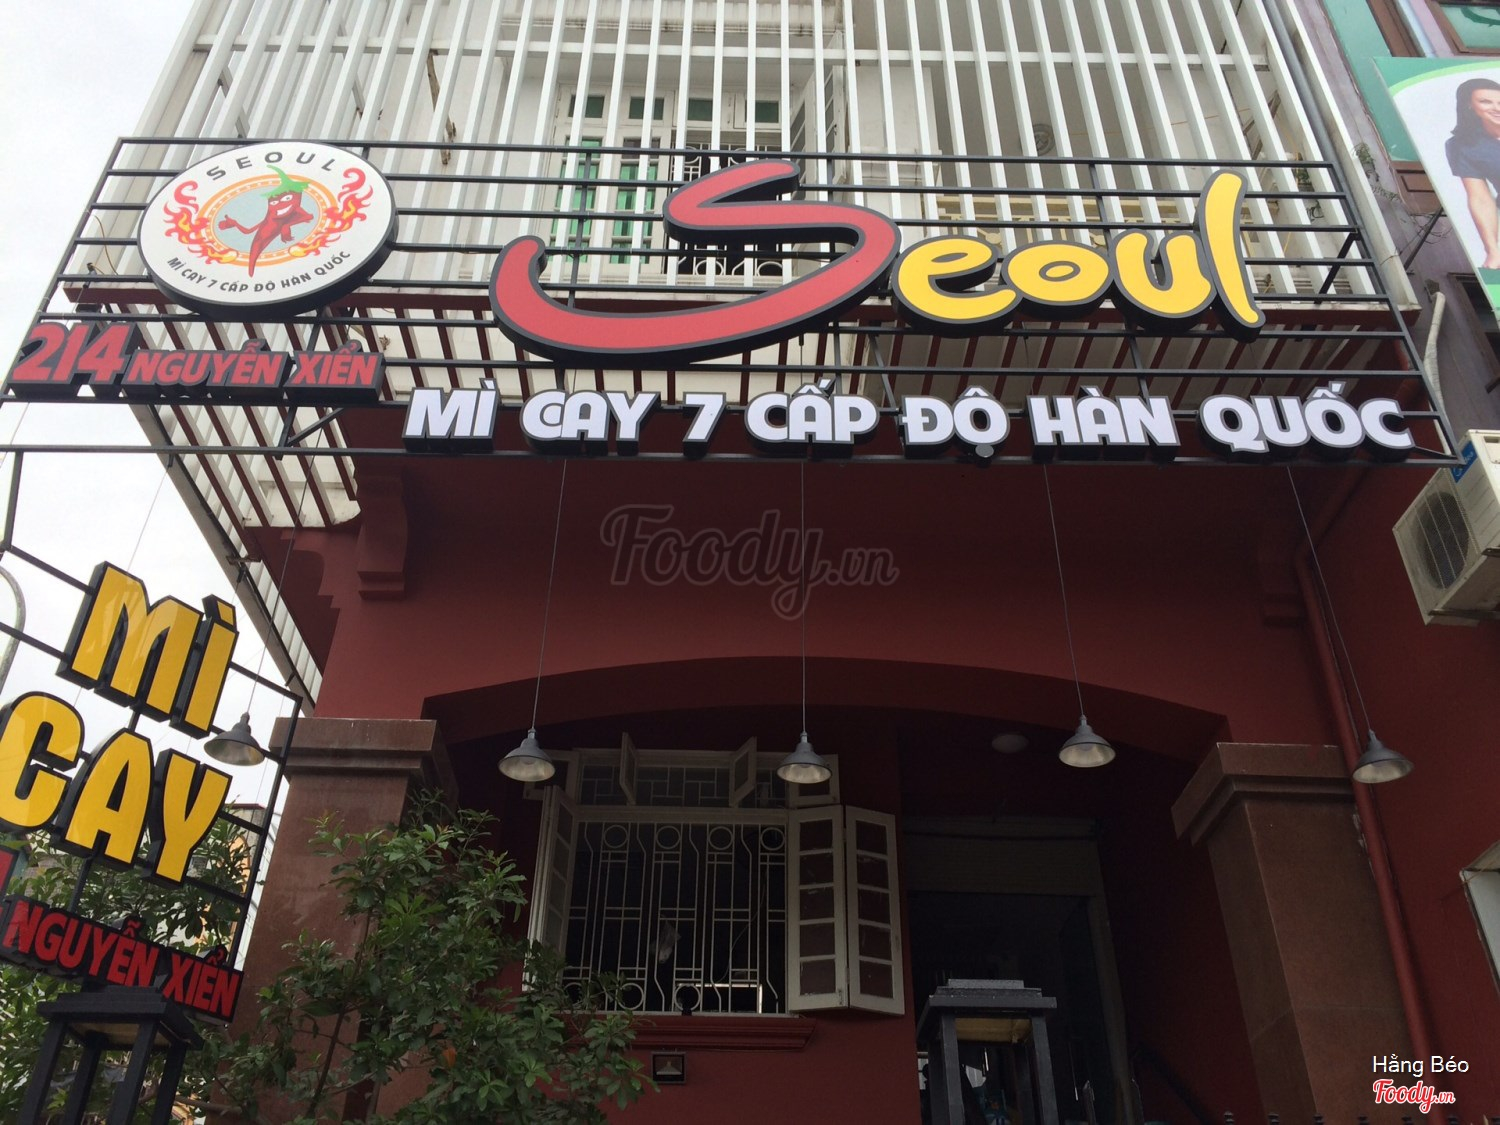 SEOUL
MÌ CAY 7 CẤP ĐỘ HÀN QUỐC
Seoul
214 NGUYỄN XIỂN
MÌ CAY 7 CẤP ĐỘ HÀN QUỐC
Foody.vn
MÌ
CAY
NGUYỄN XIỂN
Hằng Béo
Foody.vn